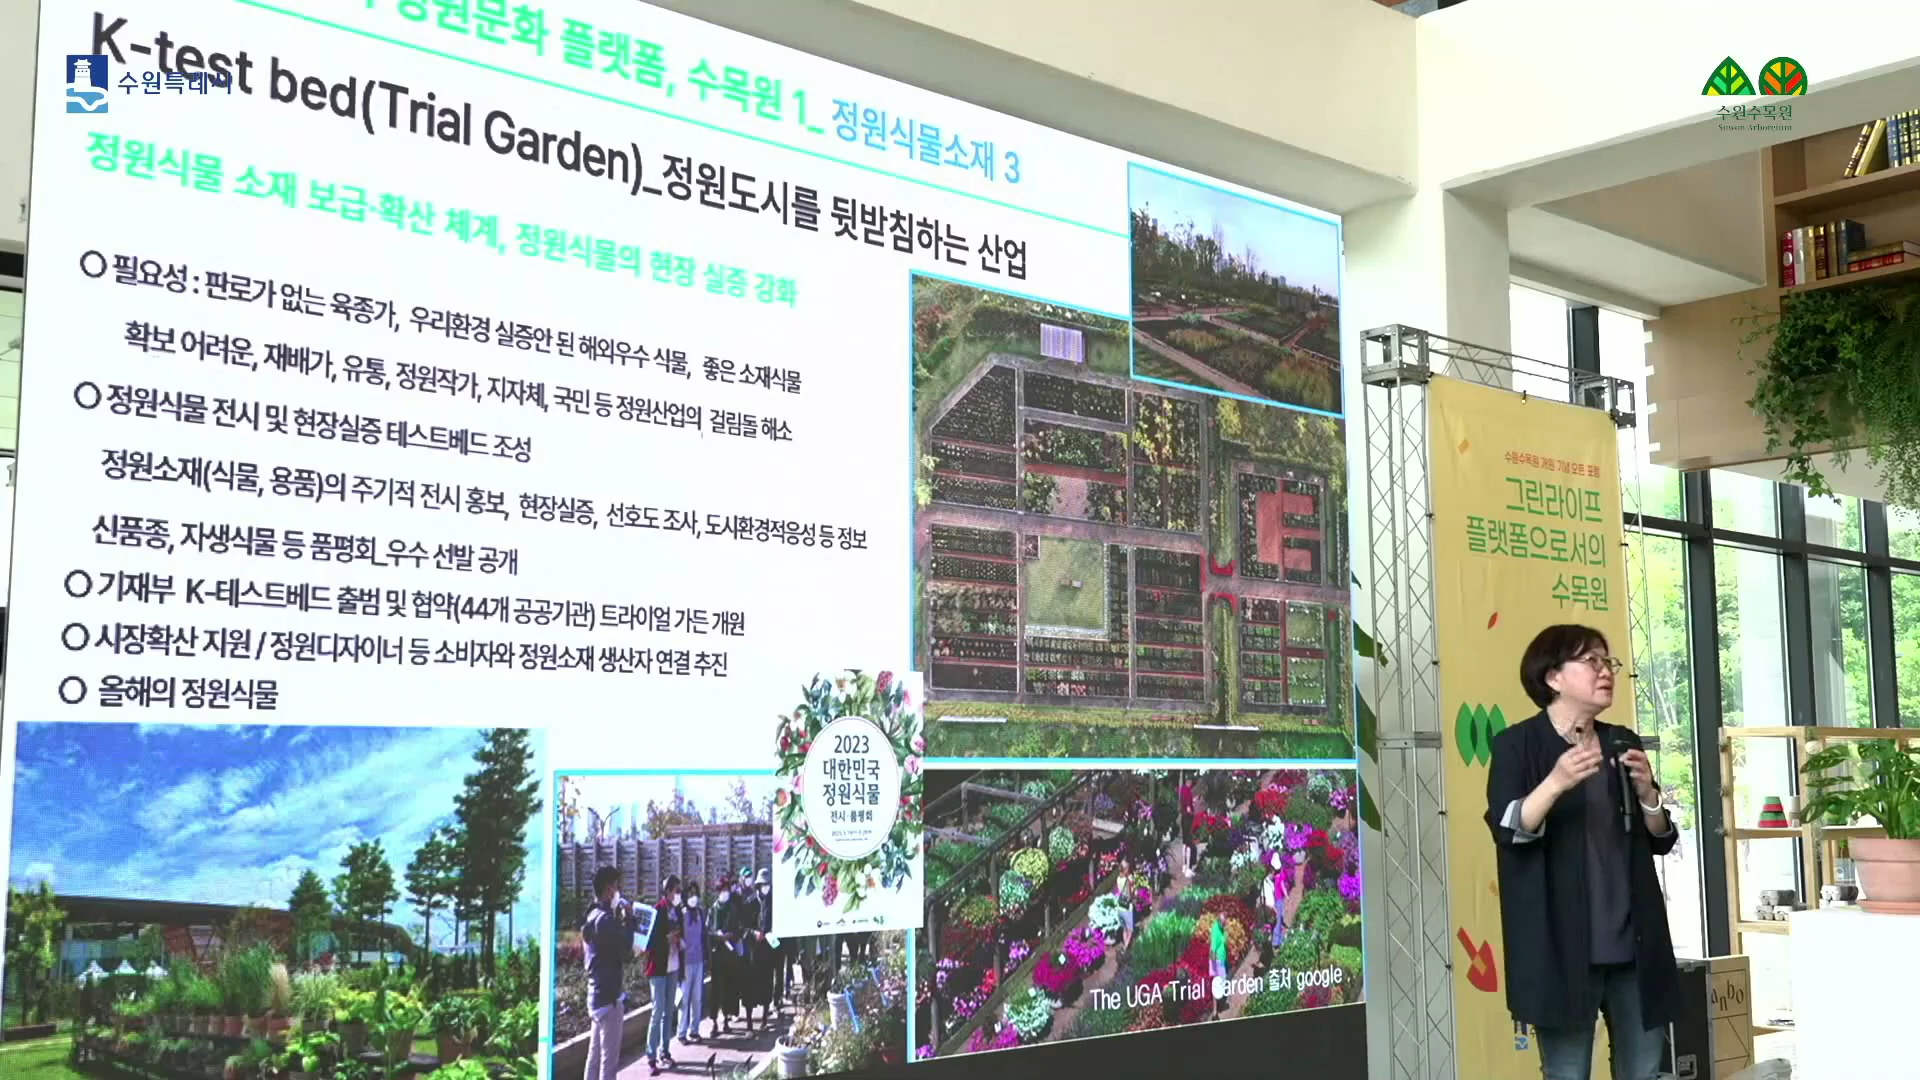 정원문화 플랫폼, 수목원 1_ 정원식물소재 3
K-test bed(Trial Garden)_정원도시를 뒷받침하는 산업
정원식물 소재 보급·확산 체계, 정원식물의 현장 실증 강화
○ 필요성 : 판로가 없는 육종가, 우리환경 실증안 된 해외우수 식물, 좋은 소재식물
확보 어려운, 재배가, 유통, 정원작가, 지자체, 국민 등 정원산업의 걸림돌 해소
○ 정원식물 전시 및 현장실증 테스트베드 조성
정원소재(식물, 용품)의 주기적 전시 홍보, 현장실증, 선호도 조사, 도시환경적응성 등 정보
신품종, 자생식물 등 품평회_우수 선발 공개
○ 기재부 K-테스트베드 출범 및 협약(44개 공공기관) 트라이얼 가든 개원
○ 시장확산 지원 / 정원디자이너 등 소비자와 정원소재 생산자 연결 추진
○ 올해의 정원식물
2023
대한민국
정원식물
전시·품평회
The UGA Trial Garden 출처 google
수원특례시
수원수목원
Suwon Arboretum
수원수목원 개원 기념 오픈 포럼
그린라이프
플랫폼으로서의
수목원